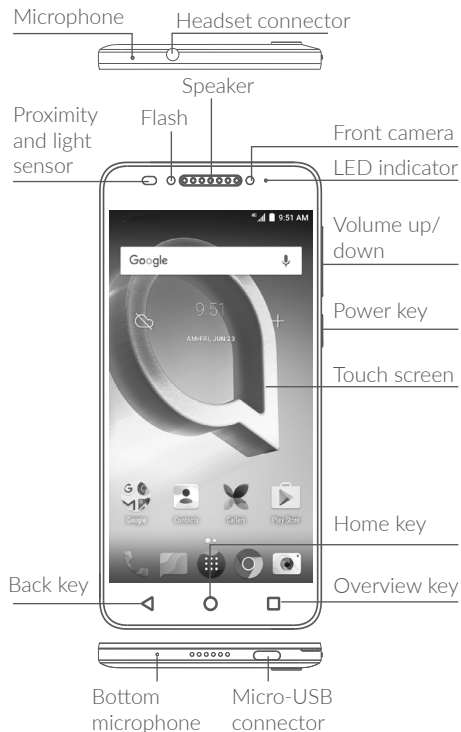 Microphone
Headset connector
Speaker
Proximity
and light
sensor
Flash
Front camera
LED indicator
4G 9:51 AM
Volume up/
down
Google
9:51
AM•FRI, JUN 23
Power key
Touch screen
Google
Contacts
Gallery
Play Store
Home key
Back key
Overview key
Bottom
microphone
Micro-USB
connector